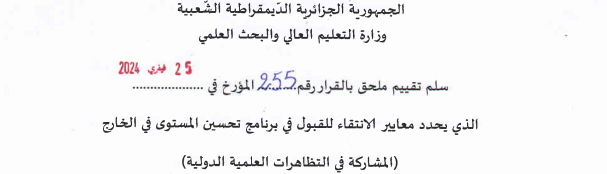 الجمهورية الجزائرية الدّيمقراطية الشّعبية
وزارة التعليم العالي والبحث العلمي
25 فيفري 2024
سلم تقييم ملحق بالقرار رقم...255...المؤرخ في ....................
الذي يحدد معايير الانتقاء للقبول في برنامج تحسين المستوى في الخارج
(المشاركة في التظاهرات العلمية الدولية)